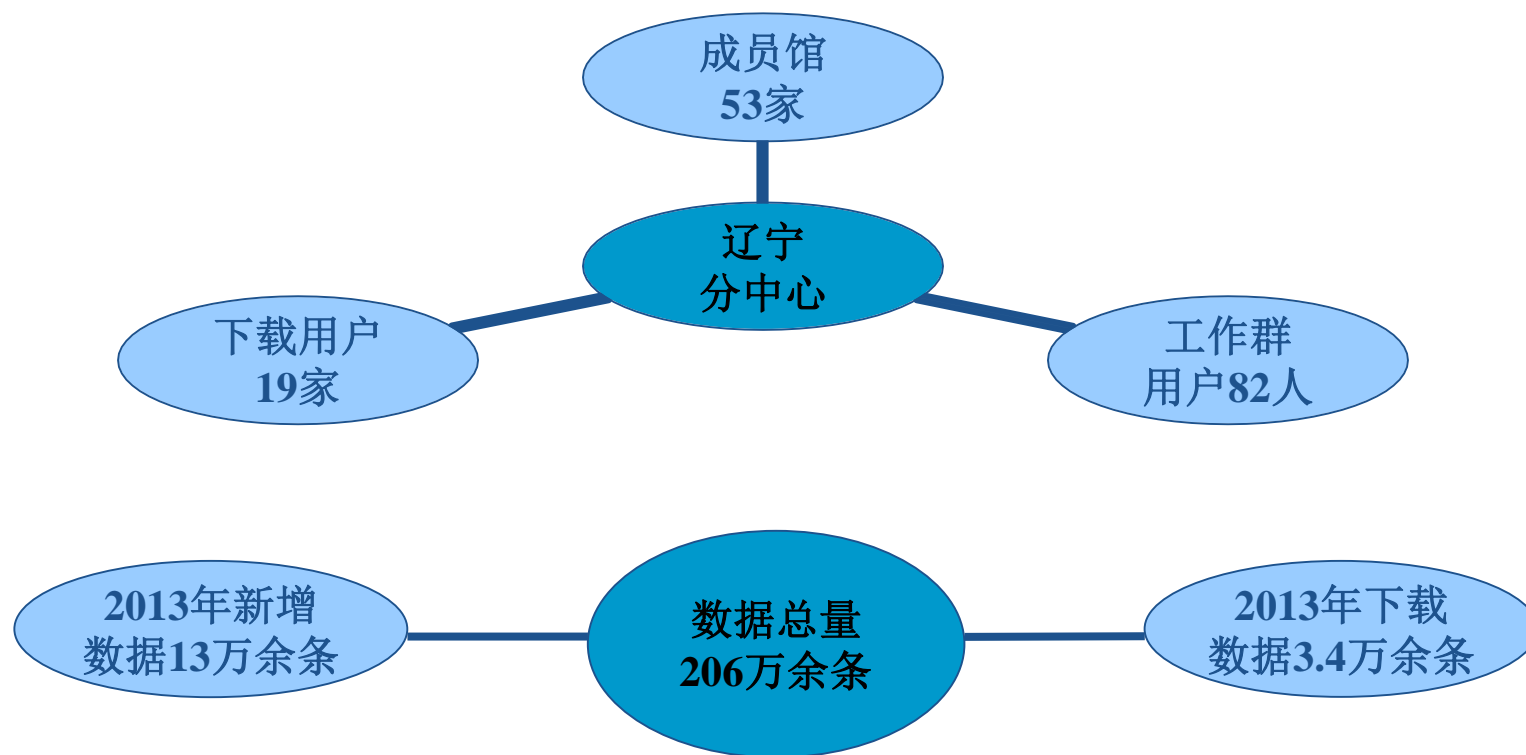 成员馆
53家
辽宁
分中心
下载用户
19家
工作群
用户82人
2013年新增
数据13万余条
数据总量
206万余条
2013年下载
数据3.4万余条